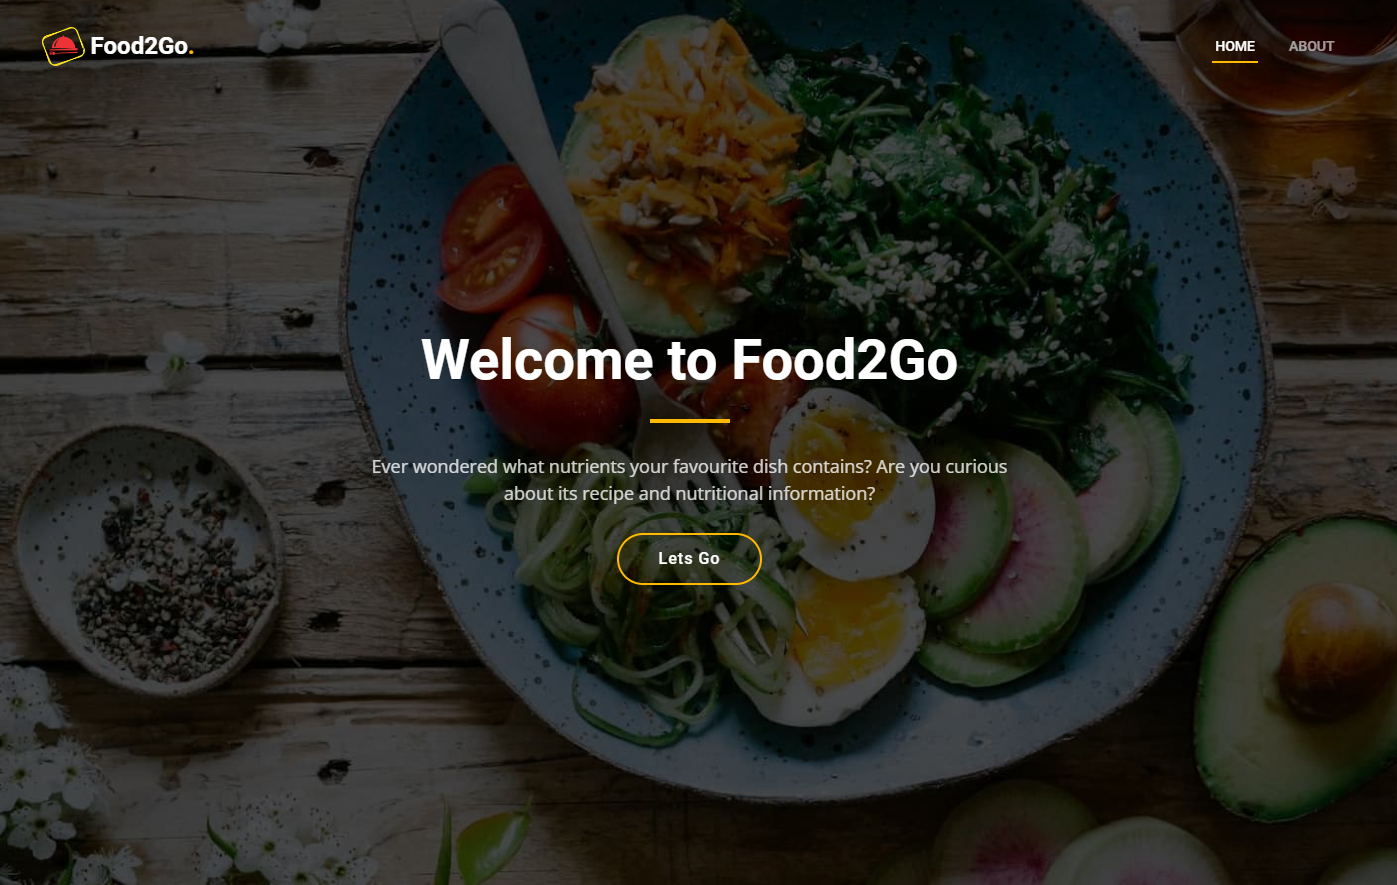 Food2Go.
HOME ABOUT
Welcome to Food2Go
Ever wondered what nutrients your favourite dish contains? Are you curious
about its recipe and nutritional information?
Lets Go